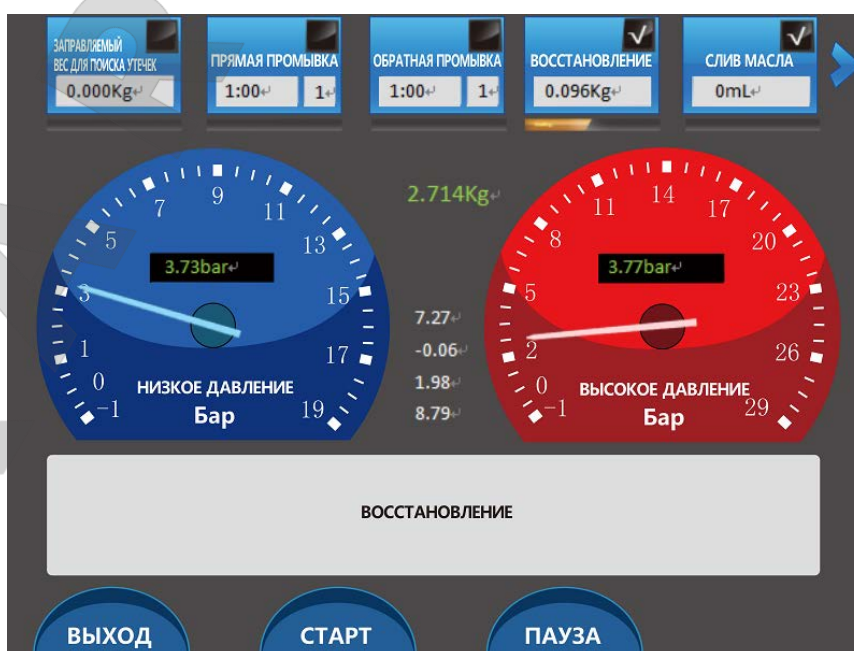 ЗАПРАВЛЯЕМЫЙ
ВЕС ДЛЯ ПОИСКА УТЕЧЕК
0.000Kg
ПРЯМАЯ ПРОМЫВКА
1:00 1
ОБРАТНАЯ ПРОМЫВКА
1:00 1
ВОССТАНОВЛЕНИЕ
0.096Kg
СЛИВ МАСЛА
0mL
-1 0 1 3 5 7 9 11 13 15 17 19
3.73bar
НИЗКОЕ ДАВЛЕНИЕ
Бар
2.714Kg
7.27
-0.06
1.98
8.79
-1 0 2 5 8 11 14 17 20 23 26 29
3.77bar
ВЫСОКОЕ ДАВЛЕНИЕ
Бар
ВОССТАНОВЛЕНИЕ
ВЫХОД
СТАРТ
ПАУЗА